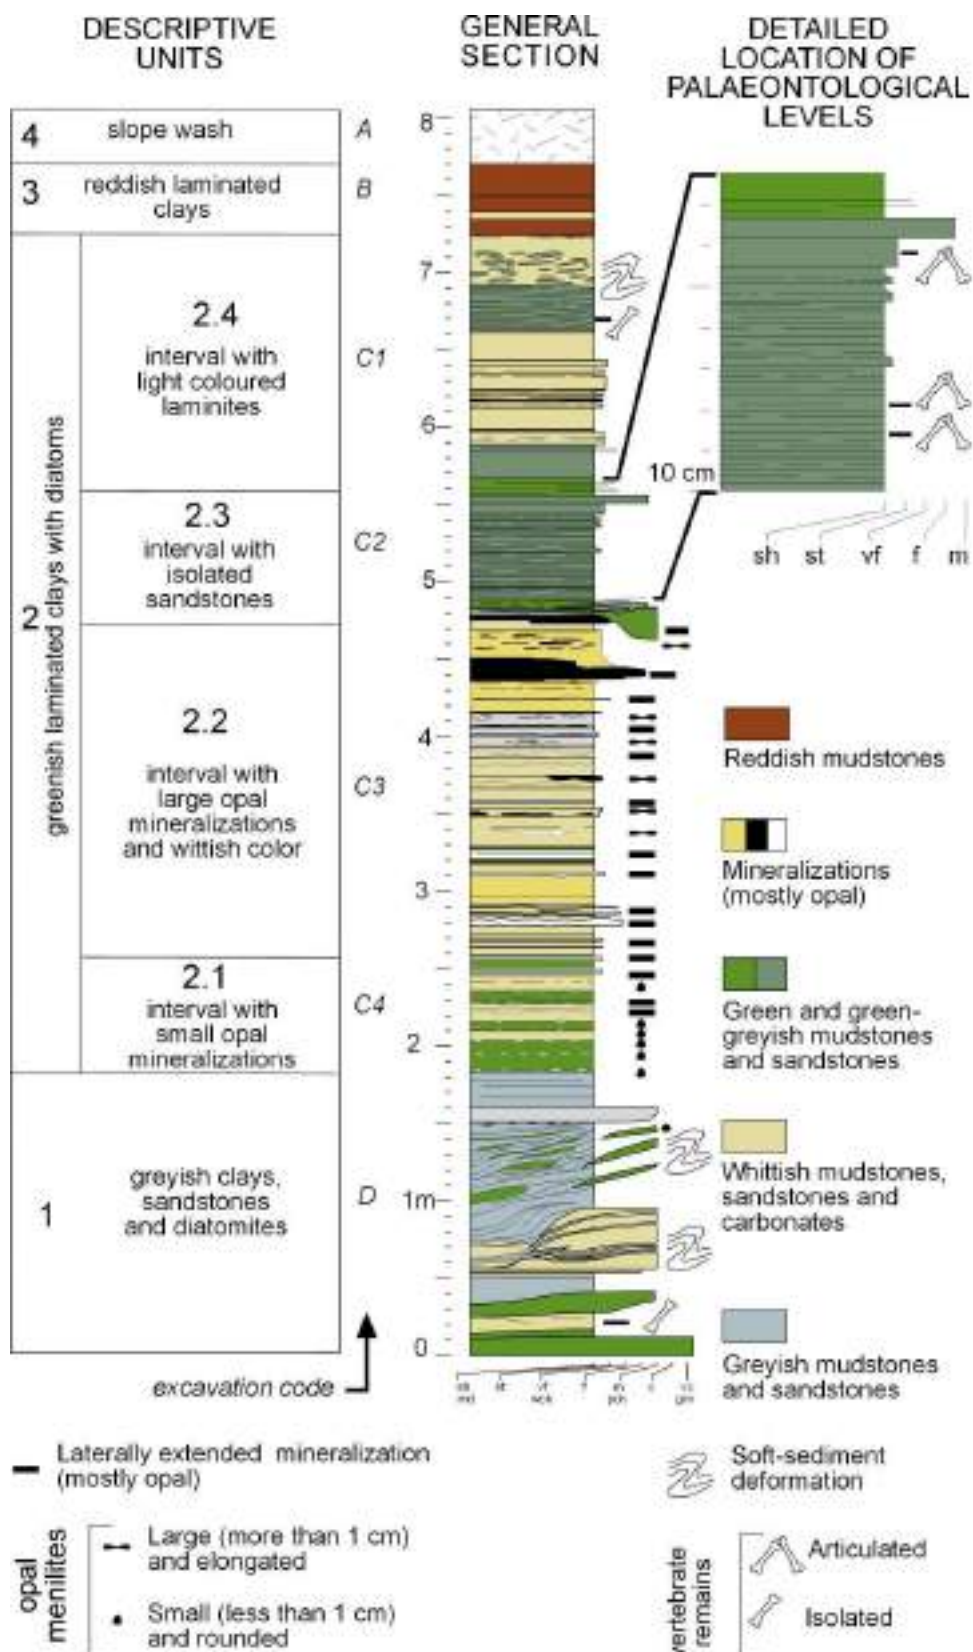 DESCRIPTIVE
UNITS
GENERAL
SECTION
DETAILED
LOCATION OF
PALAEONTOLOGICAL
LEVELS
4
slope wash
A
3
reddish laminated
clays
B
2
greenish laminated clays with diatoms
2.4
interval with
light coloured
laminites
C1
2.3
interval with
isolated
sandstones
C2
2.2
interval with
large opal
mineralizations
and wittish color
C3
2.1
interval with
small opal
mineralizations
C4
1
greyish clays,
sandstones
and diatomites
D
excavation code
8
7
6
5
4
3
2
1m
0
10 cm
sh st vf f m
Reddish mudstones
Mineralizations
(mostly opal)
Green and green-
greyish mudstones
and sandstones
Whittish mudstones,
sandstones and
carbonates
Greyish mudstones
and sandstones
Laterally extended mineralization
(mostly opal)
opal
menilites
Large (more than 1 cm)
and elongated
Small (less than 1 cm)
and rounded
Soft-sediment
deformation
vertebrate
remains
Articulated
Isolated